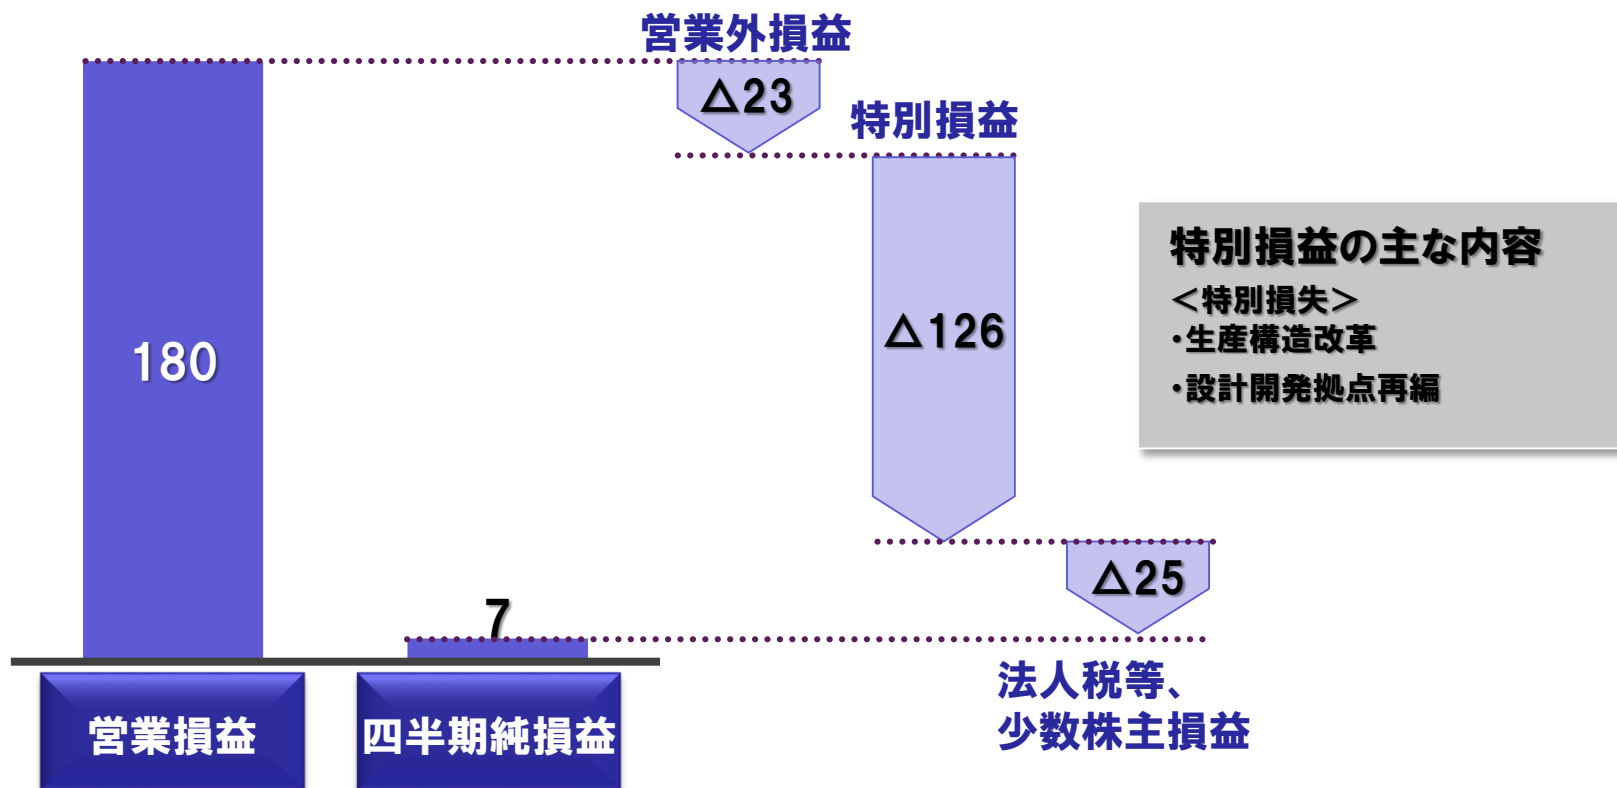 営業外損益
△23
特別損益
△126
180
特別損益の主な内容
＜特別損失＞
・生産構造改革
・設計開発拠点再編
△25
7
法人税等、
少数株主損益
営業損益
四半期純損益